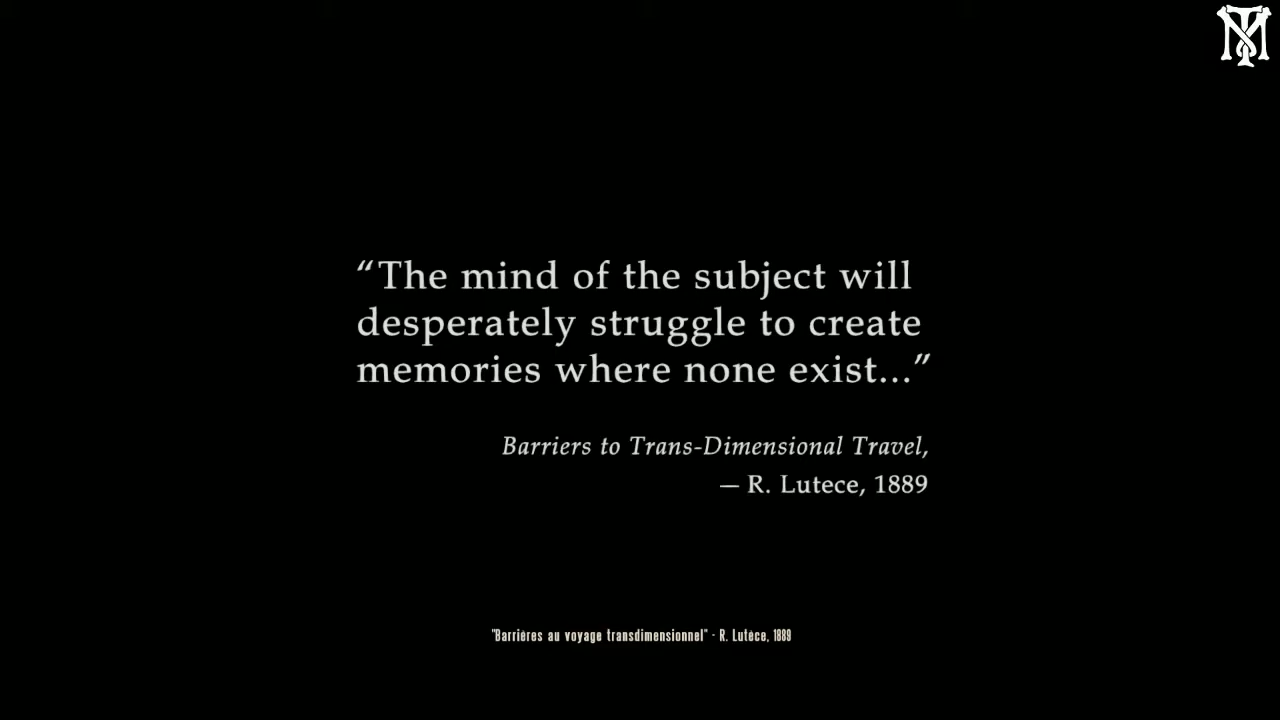 “The mind of the subject will
desperately struggle to create
memories where none exist...”
Barriers to Trans-Dimensional Travel,
— R. Lutece, 1889
"Barrières au voyage transdimensionnel" - R. Lutèce, 1889